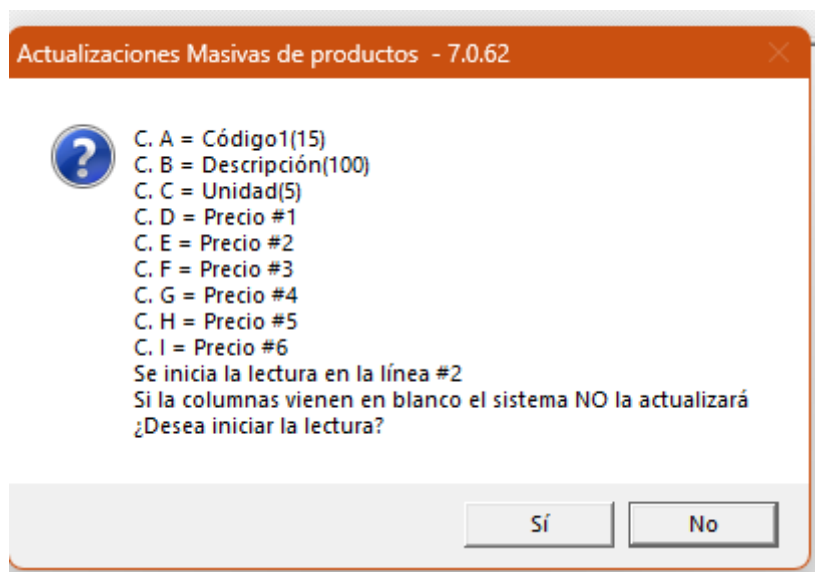 Actualizaciones Masivas de productos - 7.0.62
C. A = Código1(15)
C. B = Descripción(100)
C. C = Unidad(5)
C. D = Precio #1
C. E = Precio #2
C. F = Precio #3
C. G = Precio #4
C. H = Precio #5
C. I = Precio #6
Se inicia la lectura en la línea #2
Si la columnas vienen en blanco el sistema NO la actualizará
¿Desea iniciar la lectura?
Sí
No